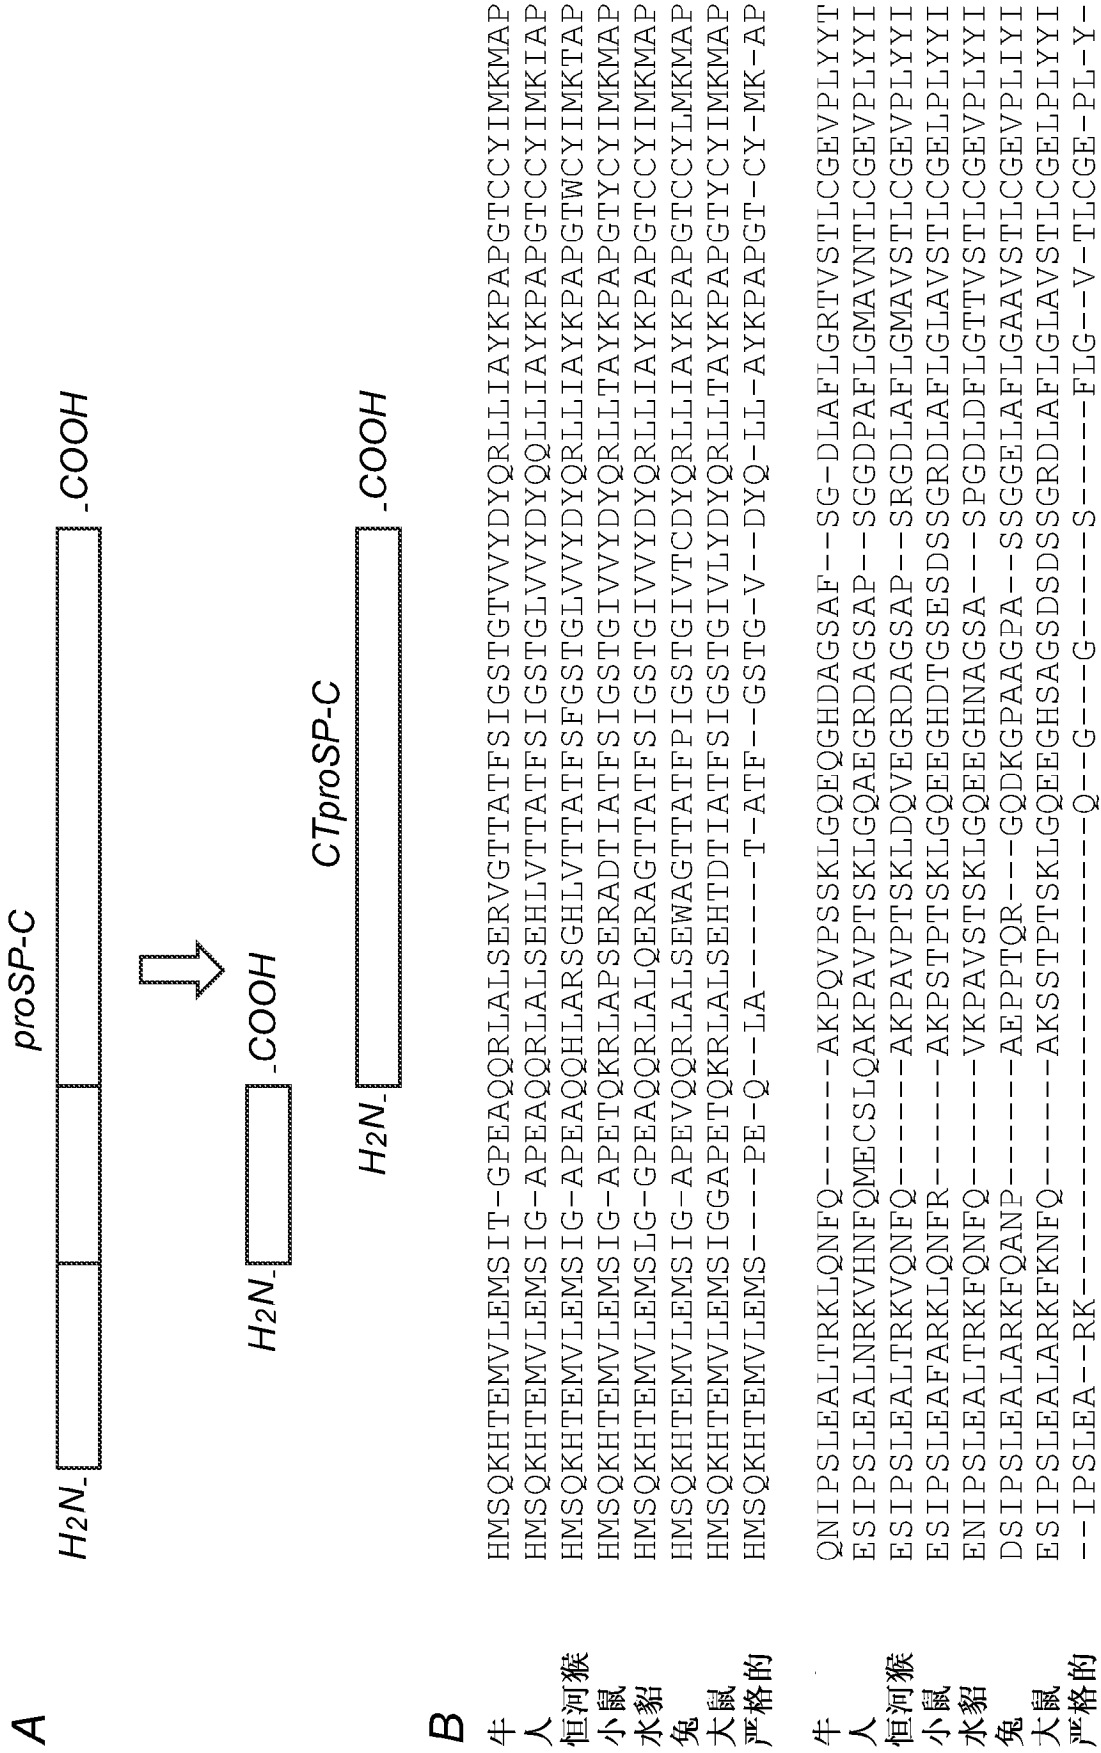 A
proSP-C
H2N- -COOH
H2N- -COOH
CTproSP-C
H2N- -COOH
B
牛 HMSQKHTEMVLEMSIT-GPEAQQRLALSERVGTTATFSIGSTGTVVYDYQRLLIAYKPAPGTCCYIMKMAP
人 HMSQKHTEMVLEMSIG-APEAQQRLALSEHLVTTATFSIGSTGLVVYDYQQLLIAYKPAPGTCCYIMKIAP
恒河猴 HMSQKHTEMVLEMSIG-APEAQQHLARSGHLVTTATFSFGSTGLVVYDYQRLLIAYKPAPGTWCYIMKTAP
小鼠 HMSQKHTEMVLEMSIG-APETQKRLAPSERADTIATFSIGSTGIVVYDYQRLLTAYKPAPGTYCYIMKMAP
水貂 HMSQKHTEMVLEMSLG-GPEAQQRLALQERAGTTATFSIGSTGIVVYDYQRLLIAYKPAPGTCCYIMKMAP
兔 HMSQKHTEMVLEMSIG-APEVQQRLALSEWAGTTATFPIGSTGIVTCDYQRLLIAYKPAPGTCCYLMKMAP
大鼠 HMSQKHTEMVLEMSIGGAPETQKRLALSEHTDTIATFSIGSTGIVLYDYQRLLTAYKPAPGTYCYIMKMAP
严格的 HMSQKHTEMVLEMS-----PE-Q--LA------T-ATF--GSTG-V--DYQ-LL-AYKPAPGT-CY-MK-AP
牛 QNIPSLEALTRKLQNFQ------AKPQVPSSKLGQEQGHDAGSAF---SG-DLAFLGRTVSTLCGEVPLYYT
人 ESIPSLEALNRKVHNFQMECSLQAKPAVPTSKLGQAEGRDAGSAP---SGGDPAFLGMAVNTLCGEVPLYYI
恒河猴 ESIPSLEALTRKVQNFQ------AKPAVPTSKLDQVEGRDAGSAP--SRGDLAFLGMAVSTLCGEVPLYYI
小鼠 ESIPSLEAFARKLQNFR------AKPSTPTSKLGQEEGHDTGSESDSSGRDLAFLGLAVSTLCGELPLYYI
水貂 ENIPSLEALTRKFQNFQ------VKPAVSTSKLGQEEGHNAGSA---SPGDLDFLGTTVSTLCGEVPLYYI
兔 DSIPSLEALARKFQANP------AEPPTQR---GQDKGPAAGPA--SSGGELAFLGAAVSTLCGEVPLIYI
大鼠 ESIPSLEALARKFKNFQ------AKSSTPTSKLGQEEGHSAGSDSDSSGRDLAFLGLAVSTLCGELPLYYI
严格的 --IPSLEA--RK----------------------Q--G---G-----S-----FLG--V-TLCGE-PL-Y-